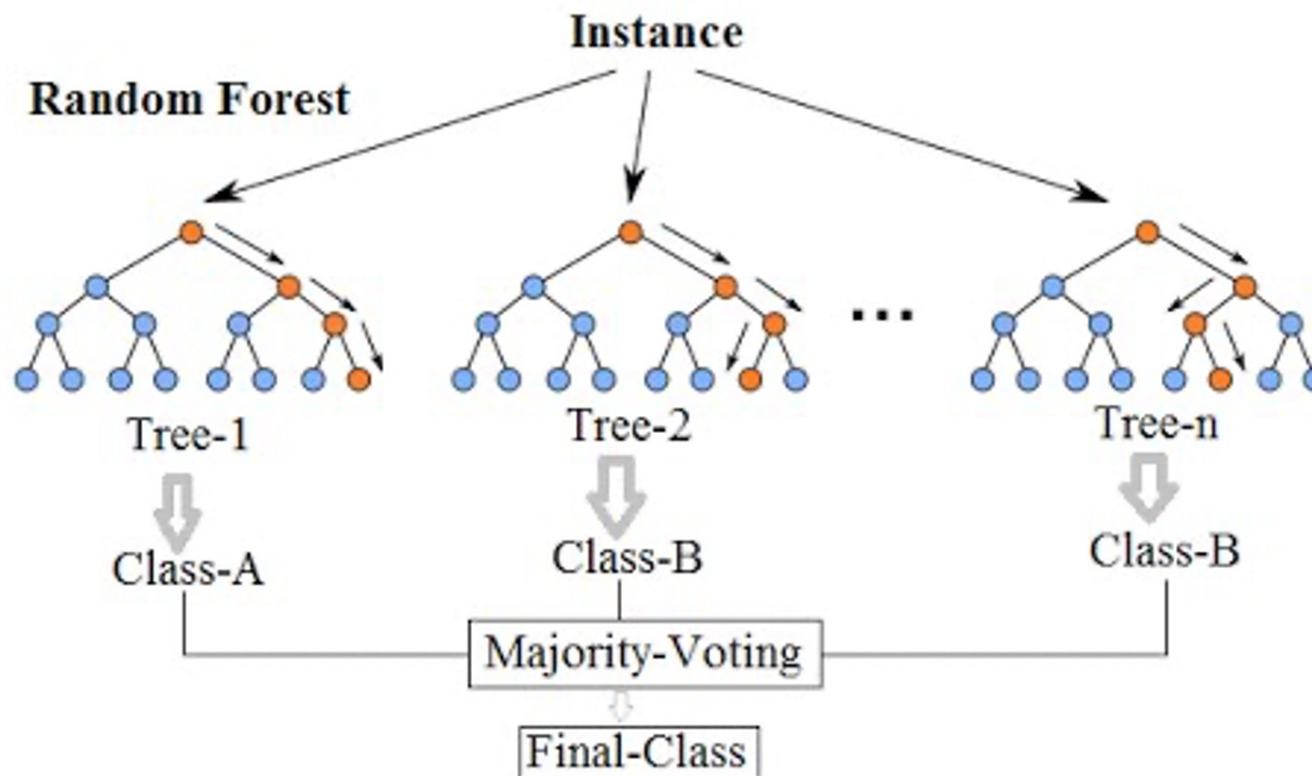 Instance
Random Forest
...
Tree-1
Tree-2
Tree-n
Class-A
Class-B
Class-B
Majority-Voting
Final-Class